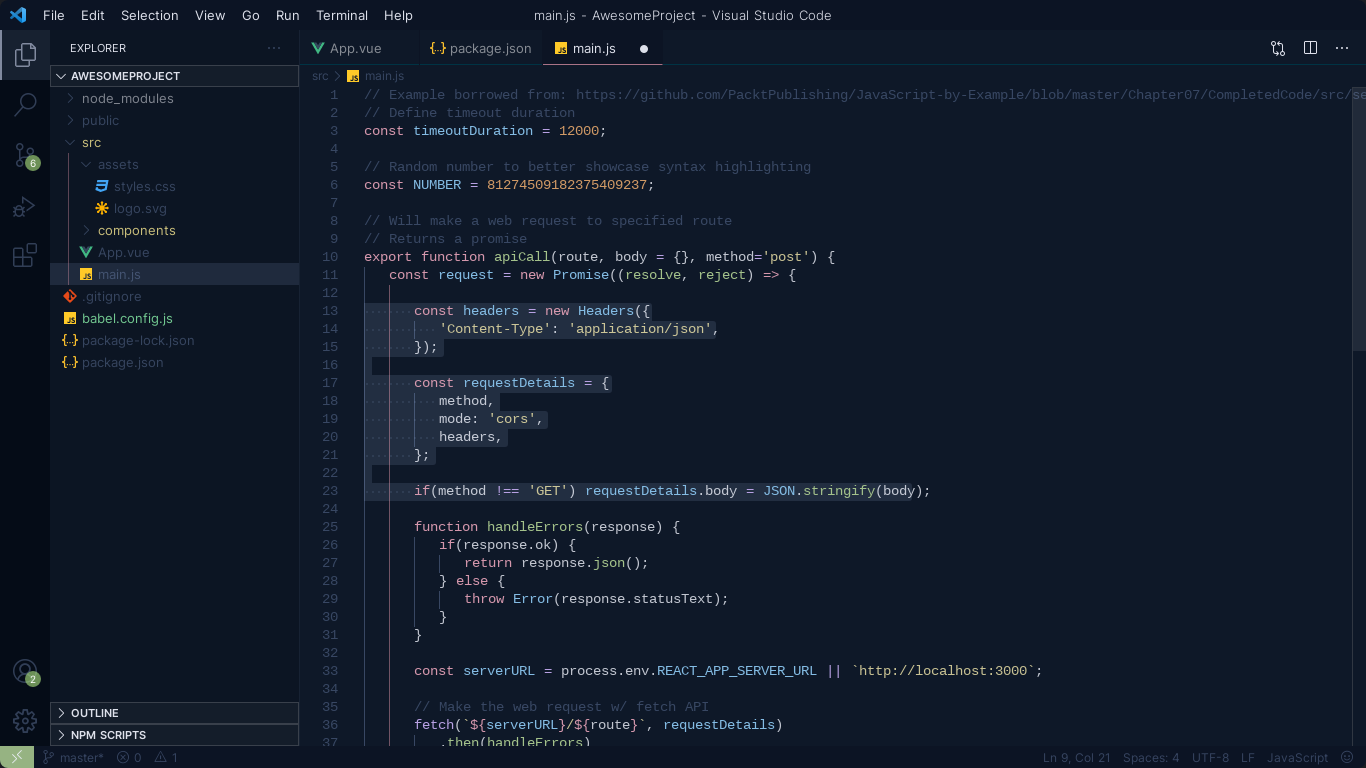 File Edit Selection View Go Run Terminal Help
main.js - AwesomeProject - Visual Studio Code
EXPLORER
AWESOMEPROJECT
node_modules
public
src
assets
styles.css
logo.svg
components
App.vue
main.js
.gitignore
babel.config.js
package-lock.json
package.json
OUTLINE
NPM SCRIPTS
6
2
App.vue
{..} package.json
JS main.js
src > JS main.js
1 // Example borrowed from: https://github.com/PacktPublishing/JavaScript-by-Example/blob/master/Chapter07/CompletedCode/src/se
2 // Define timeout duration
3 const timeoutDuration = 12000;
4
5 // Random number to better showcase syntax highlighting
6 const NUMBER = 81274509182375409237;
7
8 // Will make a web request to specified route
9 // Returns a promise
10 export function apiCall(route, body = {}, method='post') {
11 const request = new Promise((resolve, reject) => {
12
13 const headers = new Headers({
14 'Content-Type': 'application/json',
15 });
16
17 const requestDetails = {
18 method,
19 mode: 'cors',
20 headers,
21 };
22
23 if(method !== 'GET') requestDetails.body = JSON.stringify(body);
24
25 function handleErrors(response) {
26 if(response.ok) {
27 return response.json();
28 } else {
29 throw Error(response.statusText);
30 }
31 }
32
33 const serverURL = process.env.REACT_APP_SERVER_URL || `http://localhost:3000`;
34
35 // Make the web request w/ fetch API
36 fetch(`${serverURL}/${route}`, requestDetails)
37 .then(handleErrors)
master* 0 1
Ln 9, Col 21 Spaces: 4 UTF-8 LF JavaScript